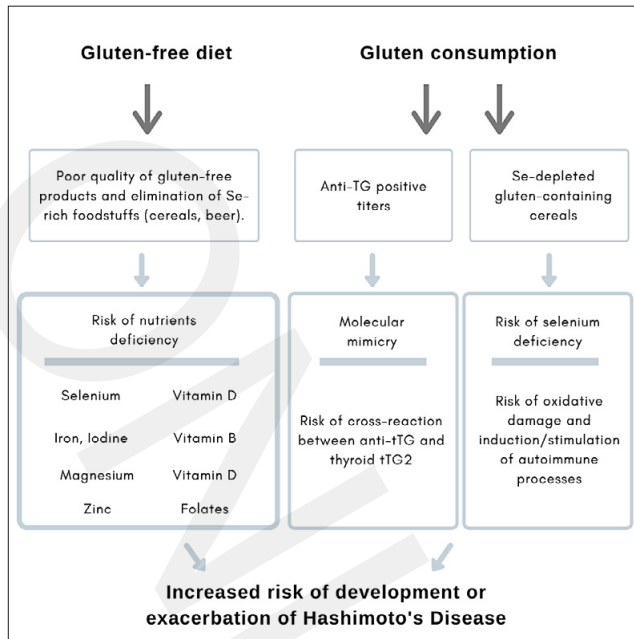 Gluten-free diet
Gluten consumption
Poor quality of gluten-free
products and elimination of Se-
rich foodstuffs (cereals, beer).
Anti-TG positive
titers
Se-depleted
gluten-containing
cereals
Risk of nutrients
deficiency
Selenium
Vitamin D
Iron, Iodine
Vitamin B
Magnesium
Vitamin D
Zinc
Folates
Molecular
mimicry
Risk of cross-reaction
between anti-tTG and
thyroid tTG2
Risk of selenium
deficiency
Risk of oxidative
damage and
induction/stimulation
of autoimmune
processes
Increased risk of development or
exacerbation of Hashimoto's Disease